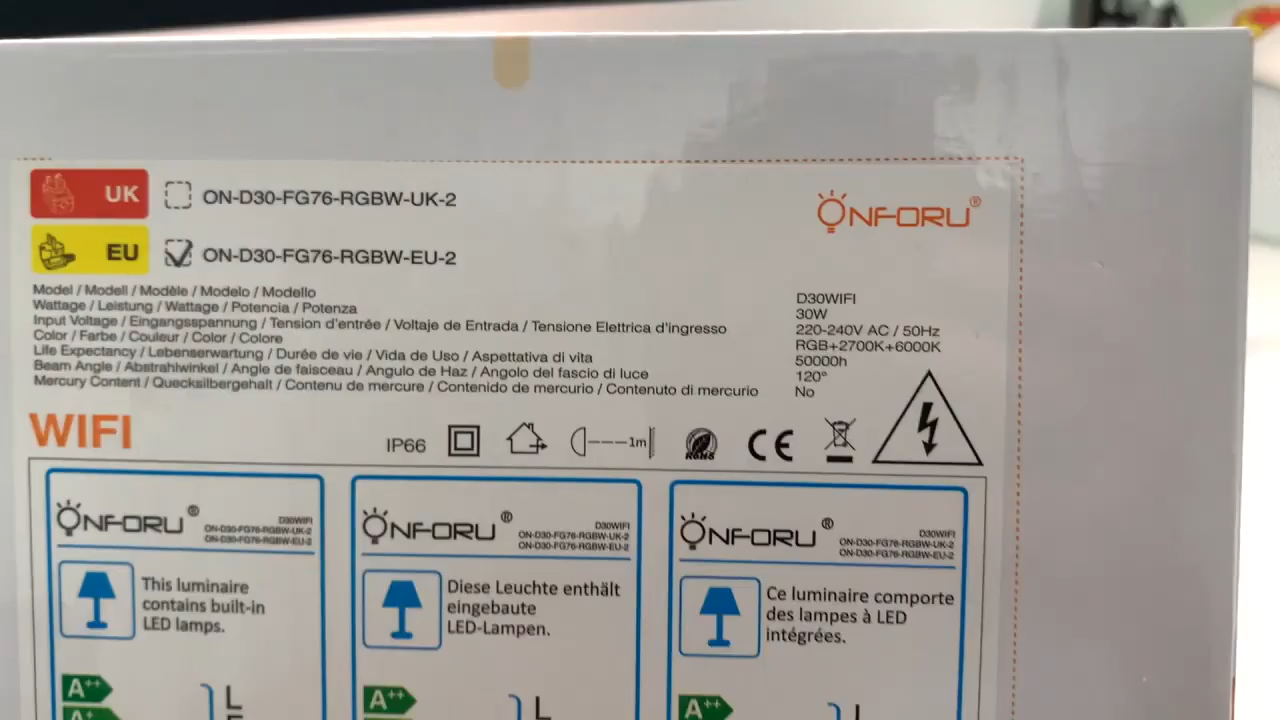 UK ON-D30-FG76-RGBW-UK-2
ONFORU®
EU ON-D30-FG76-RGBW-EU-2
Model / Modell / Modèle / Modelo / Modello D30WIFI
Wattage / Leistung / Wattage / Potencia / Potenza 30W
Input Voltage / Eingangsspannung / Tension d'entrée / Voltaje de Entrada / Tensione Elettrica d'ingresso 220-240V AC / 50Hz
Color / Farbe / Couleur / Color / Colore RGB+2700K+6000K
Life Expectancy / Lebenserwartung / Durée de vie / Vida de Uso / Aspettativa di vita 50000h
Beam Angle / Abstrahlwinkel / Angle de faisceau / Angulo de Haz / Angolo del fascio di luce 120°
Mercury Content / Quecksilbergehalt / Contenu de mercure / Contenido de mercurio / Contenuto di mercurio No
WIFI
IP66 1m RoHS CE
ONFORU®
D30WIFI
ON-D30-FG76-RGBW-UK-2
ON-D30-FG76-RGBW-EU-2
This luminaire
contains built-in
LED lamps.
A++
A+
L
ONFORU®
D30WIFI
ON-D30-FG76-RGBW-UK-2
ON-D30-FG76-RGBW-EU-2
Diese Leuchte enthält
eingebaute
LED-Lampen.
A++
L
ONFORU®
D30WIFI
ON-D30-FG76-RGBW-UK-2
ON-D30-FG76-RGBW-EU-2
Ce luminaire comporte
des lampes à LED
intégrées.
A++
L